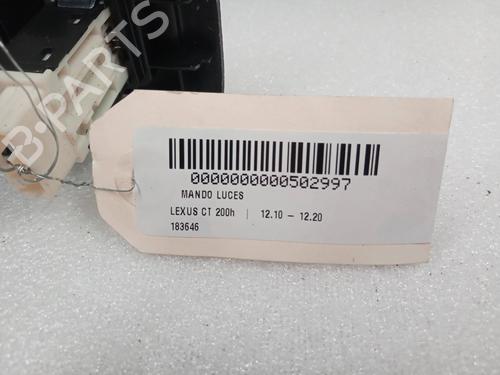 B-PARTS
0000000000502997
MANDO LUCES
LEXUS CT 200h | 12.10 – 12.20
183646